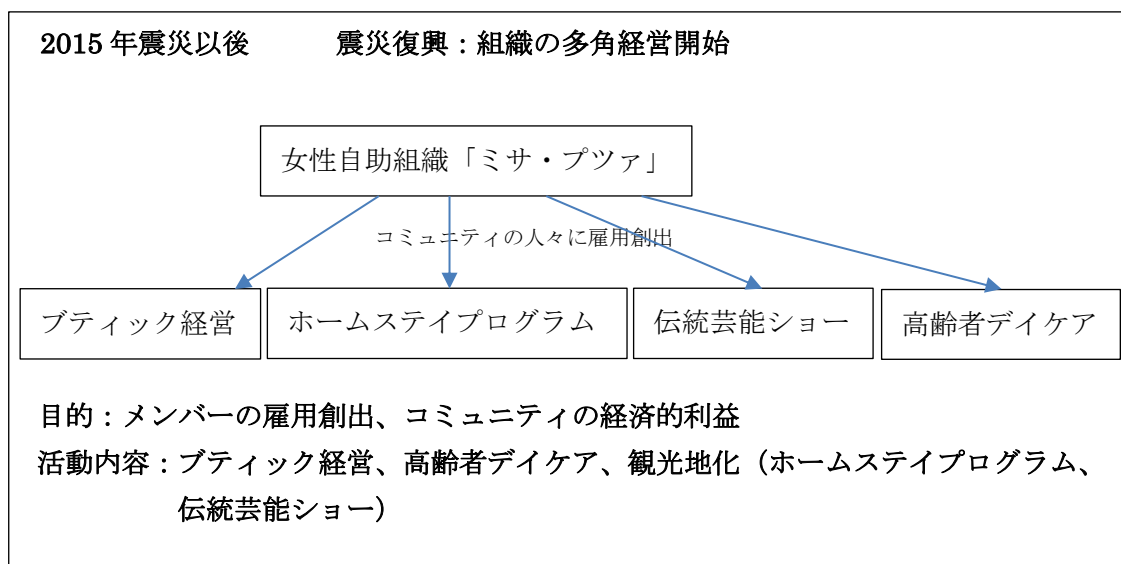 2015 年震災以後　　　震災復興：組織の多角経営開始
女性自助組織「ミサ・プツァ」
コミュニティの人々に雇用創出
ブティック経営
ホームステイプログラム
伝統芸能ショー
高齢者デイケア
目的：メンバーの雇用創出、コミュニティの経済的利益
活動内容：ブティック経営、高齢者デイケア、観光地化（ホームステイプログラム、
伝統芸能ショー）